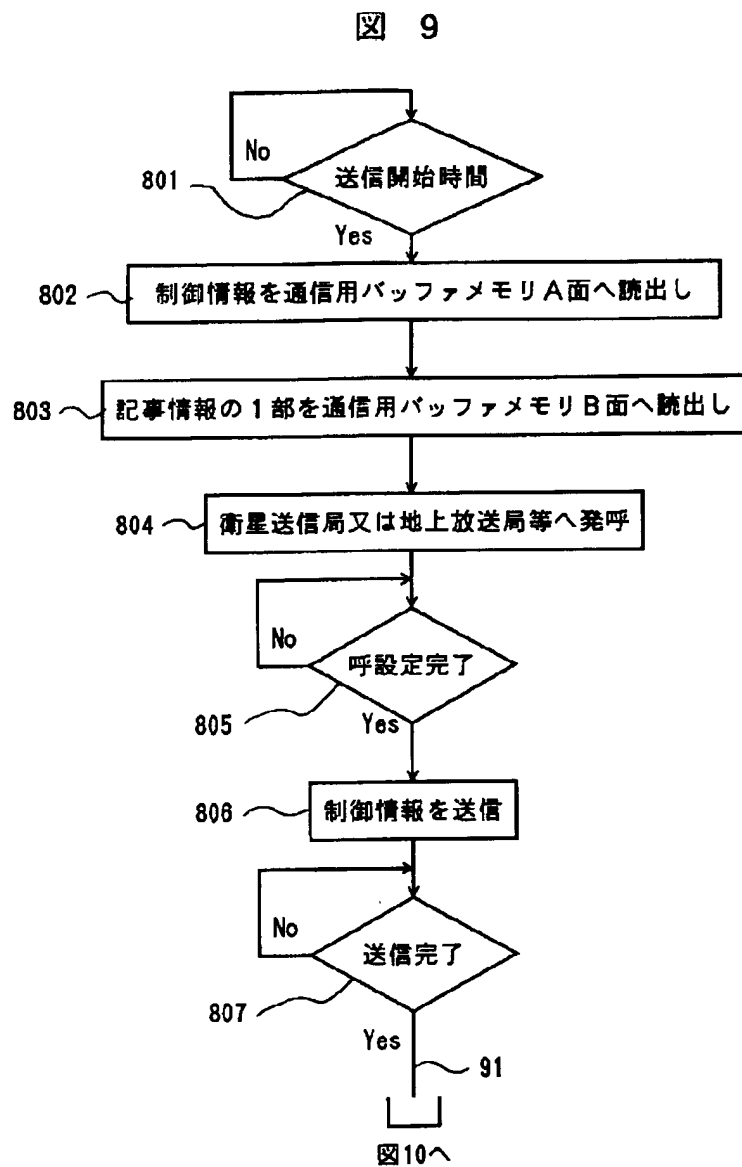 図 9
No
801
送信開始時間
Yes
802
制御情報を通信用バッファメモリA面へ読出し
803
記事情報の1部を通信用バッファメモリB面へ読出し
804
衛星送信局又は地上放送局等へ発呼
No
呼設定完了
805
Yes
806
制御情報を送信
No
送信完了
807
Yes
91
図10へ